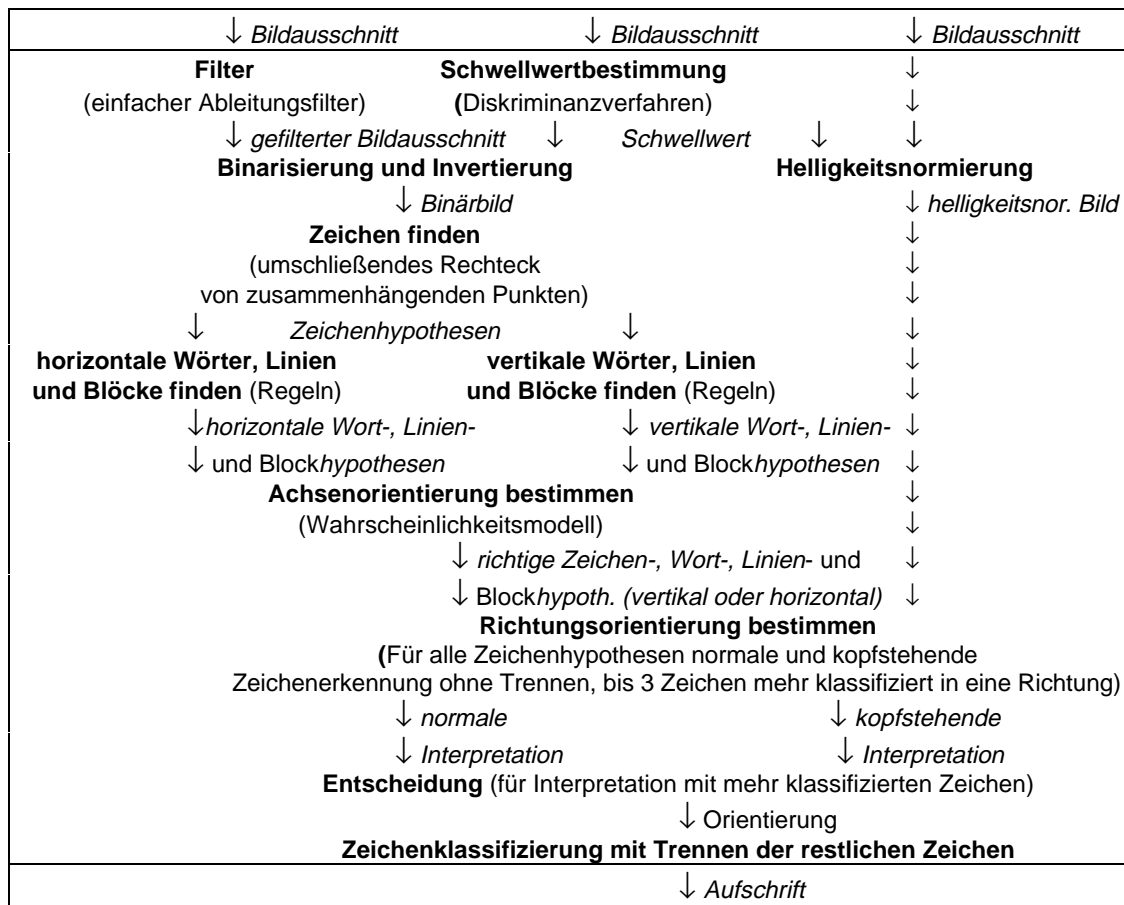 ↓ Bildausschnitt ↓ Bildausschnitt ↓ Bildausschnitt
Filter Schwellwertbestimmung ↓
(einfacher Ableitungsfilter) (Diskriminanzverfahren) ↓
↓ gefilterter Bildausschnitt ↓ Schwellwert ↓ ↓
Binarisierung und Invertierung Helligkeitsnormierung
↓ Binärbild ↓ helligkeitsnor. Bild
Zeichen finden ↓
(umschließendes Rechteck ↓
von zusammenhängenden Punkten) ↓
↓ Zeichenhypothesen ↓ ↓
horizontale Wörter, Linien vertikale Wörter, Linien ↓
und Blöcke finden (Regeln) und Blöcke finden (Regeln) ↓
↓ horizontale Wort-, Linien- ↓ vertikale Wort-, Linien- ↓
↓ und Blockhypothesen ↓ und Blockhypothesen ↓
Achsenorientierung bestimmen ↓
(Wahrscheinlichkeitsmodell) ↓
↓ richtige Zeichen-, Wort-, Linien- und ↓
↓ Blockhypoth. (vertikal oder horizontal) ↓
Richtungsorientierung bestimmen
(Für alle Zeichenhypothesen normale und kopfstehende
Zeichenerkennung ohne Trennen, bis 3 Zeichen mehr klassifiziert in eine Richtung)
↓ normale ↓ kopfstehende
↓ Interpretation ↓ Interpretation
Entscheidung (für Interpretation mit mehr klassifizierten Zeichen)
↓ Orientierung
Zeichenklassifizierung mit Trennen der restlichen Zeichen
↓ Aufschrift